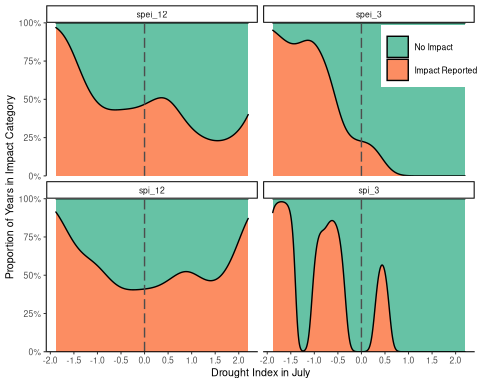 spei_12
spei_3
No Impact
Impact Reported
100%
75%
50%
25%
0%
spi_12
spi_3
100%
75%
50%
25%
0%
Proportion of Years in Impact Category
-2.0 -1.5 -1.0 -0.5 0.0 0.5 1.0 1.5 2.0
-2.0 -1.5 -1.0 -0.5 0.0 0.5 1.0 1.5 2.0
Drought Index in July